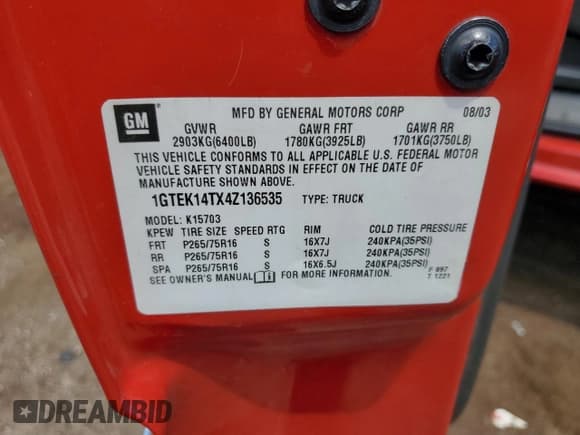 GM
MFD BY GENERAL MOTORS CORP 08/03
GVWR GAWR FRT GAWR RR
2903KG(6400LB) 1780KG(3925LB) 1701KG(3750LB)
THIS VEHICLE CONFORMS TO ALL APPLICABLE U.S. FEDERAL MOTOR
VEHICLE SAFETY STANDARDS IN EFFECT ON THE DATE OF
MANUFACTURE SHOWN ABOVE.
1GTEK14TX4Z136535 TYPE: TRUCK
MODEL: K15703
KPEW TIRE SIZE SPEED RTG RIM COLD TIRE PRESSURE
FRT P265/75R16 S 16X7J 240KPA(35PSI)
RR P265/75R16 S 16X7J 240KPA(35PSI)
SPA P265/75R16 S 16X6.5J 240KPA(35PSI)
SEE OWNER'S MANUAL FOR MORE INFORMATION.
F 897
T 1221
DREAMBID